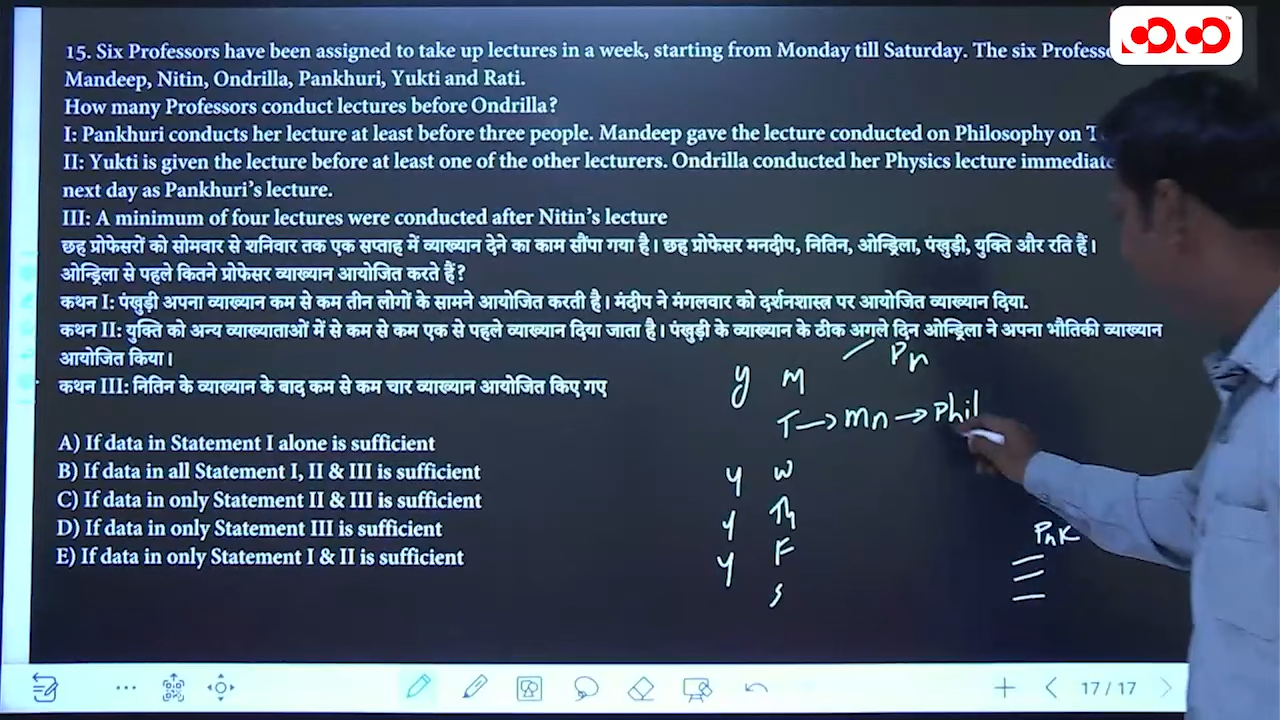 15. Six Professors have been assigned to take up lectures in a week, starting from Monday till Saturday. The six
Mandeep, Nitin, Ondrilla, Pankhuri, Yukti and Rati.
How many Professors conduct lectures before Ondrilla?
I: Pankhuri conducts her lecture at least before three people. Mandeep gave the lecture conducted on Philosophy on
II: Yukti is given the lecture before at least one of the other lecturers. Ondrilla conducted her Physics lecture
next day as Pankhuri's lecture.
III: A minimum of four lectures were conducted after Nitin's lecture
छह प्रोफेसरों को सोमवार से शनिवार तक एक सप्ताह में व्याख्यान देने का काम सौंपा गया है। छह प्रोफेसर मनदीप, नितिन, ओन्ड्रिला, पंखुड़ी, युक्ति और रति हैं।
ओन्ड्रिला से पहले कितने प्रोफेसर व्याख्यान आयोजित करते हैं?
कथन I: पंखुड़ी अपना व्याख्यान कम से कम तीन लोगों के सामने आयोजित करती है। मंदीप ने मंगलवार को दर्शनशास्त्र पर आयोजित व्याख्यान दिया.
कथन II: युक्ति को अन्य व्याख्याताओं में से कम से कम एक से पहले व्याख्यान दिया जाता है। पंखुड़ी के व्याख्यान के ठीक अगले दिन ओन्ड्रिला ने अपना भौतिकी व्याख्यान
आयोजित किया।
कथन III: नितिन के व्याख्यान के बाद कम से कम चार व्याख्यान आयोजित किए गए
Pn
y M
T → Mn → Phil
y W
y Th
y F
S
PnK
A) If data in Statement I alone is sufficient
B) If data in all Statement I, II & III is sufficient
C) If data in only Statement II & III is sufficient
D) If data in only Statement III is sufficient
E) If data in only Statement I & II is sufficient
17/17